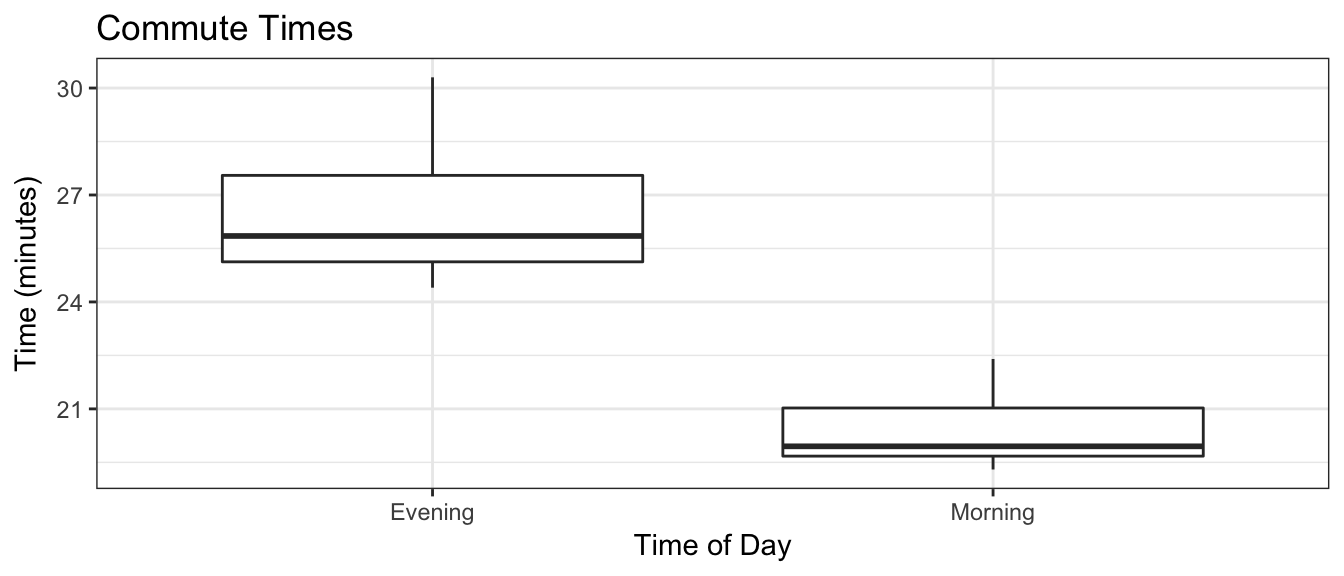 Commute Times
30
27
24
21
Time (minutes)
Evening Morning
Time of Day